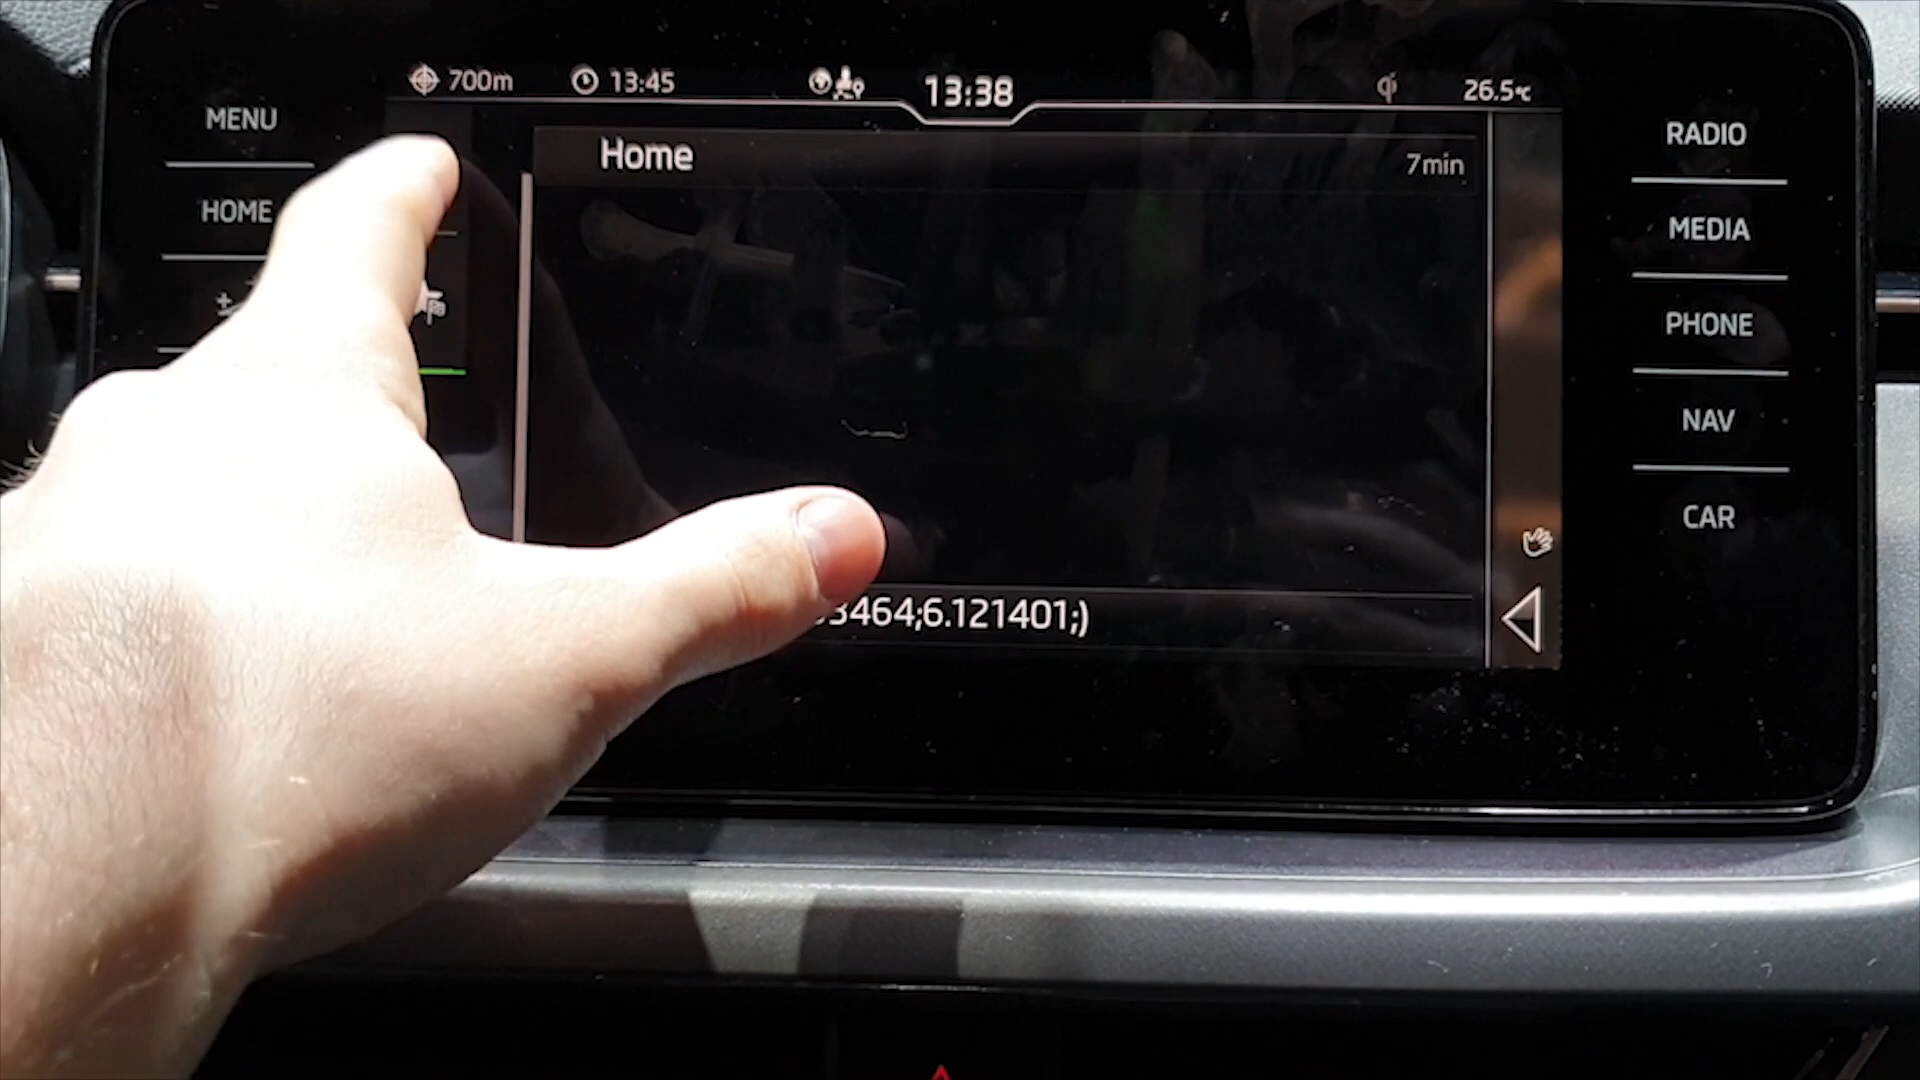 700m 13:45 13:38 26.5°C
MENU
HOME
Home 7min
3464;6.121401;)
RADIO
MEDIA
PHONE
NAV
CAR